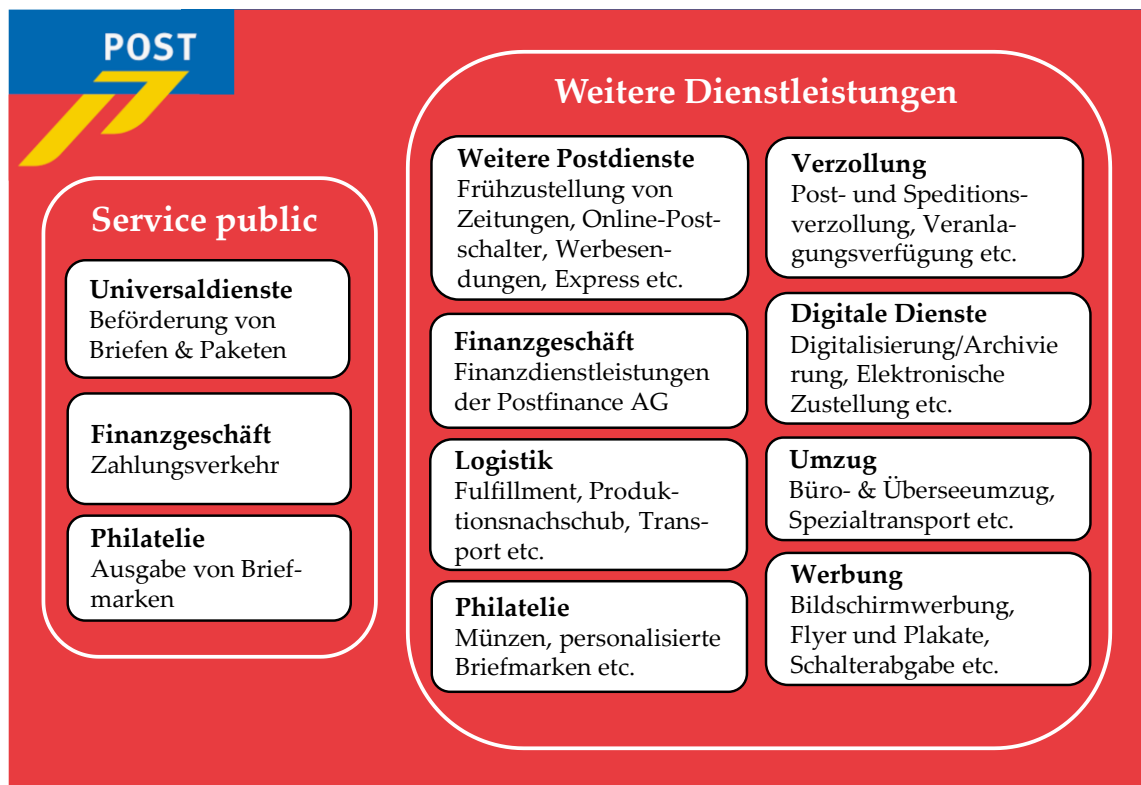 POST
Service public
Universaldienste
Beförderung von
Briefen & Paketen
Finanzgeschäft
Zahlungsverkehr
Philatelie
Ausgabe von Brief-
marken
Weitere Dienstleistungen
Weitere Postdienste
Frühzustellung von
Zeitungen, Online-Post-
schalter, Werbesen-
dungen, Express etc.
Finanzgeschäft
Finanzdienstleistungen
der Postfinance AG
Logistik
Fulfillment, Produk-
tionsnachschub, Trans-
port etc.
Philatelie
Münzen, personalisierte
Briefmarken etc.
Verzollung
Post- und Speditions-
verzollung, Veranla-
gungsverfügung etc.
Digitale Dienste
Digitalisierung/Archivie
rung, Elektronische
Zustellung etc.
Umzug
Büro- & Überseeumzug,
Spezialtransport etc.
Werbung
Bildschirmwerbung,
Flyer und Plakate,
Schalterabgabe etc.